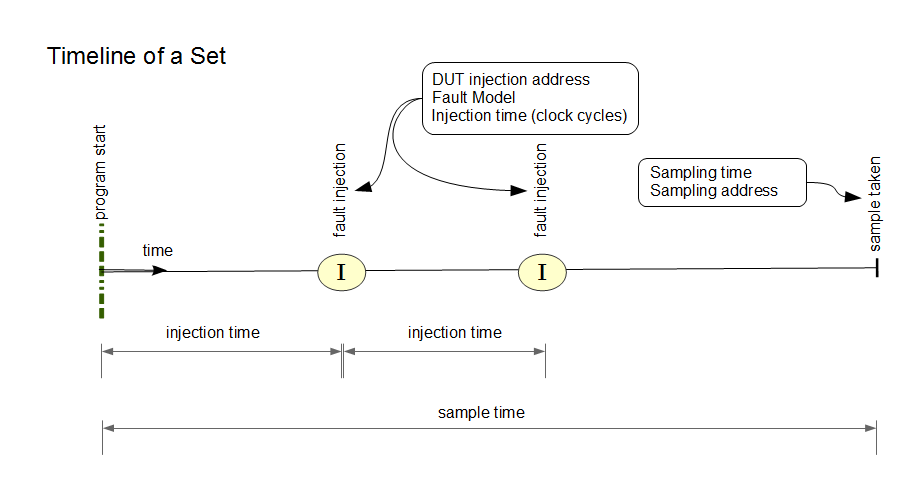 Timeline of a Set
DUT injection address
Fault Model
Injection time (clock cycles)
program start
fault injection
fault injection
Sampling time
Sampling address
sample taken
time
I
I
injection time
injection time
sample time